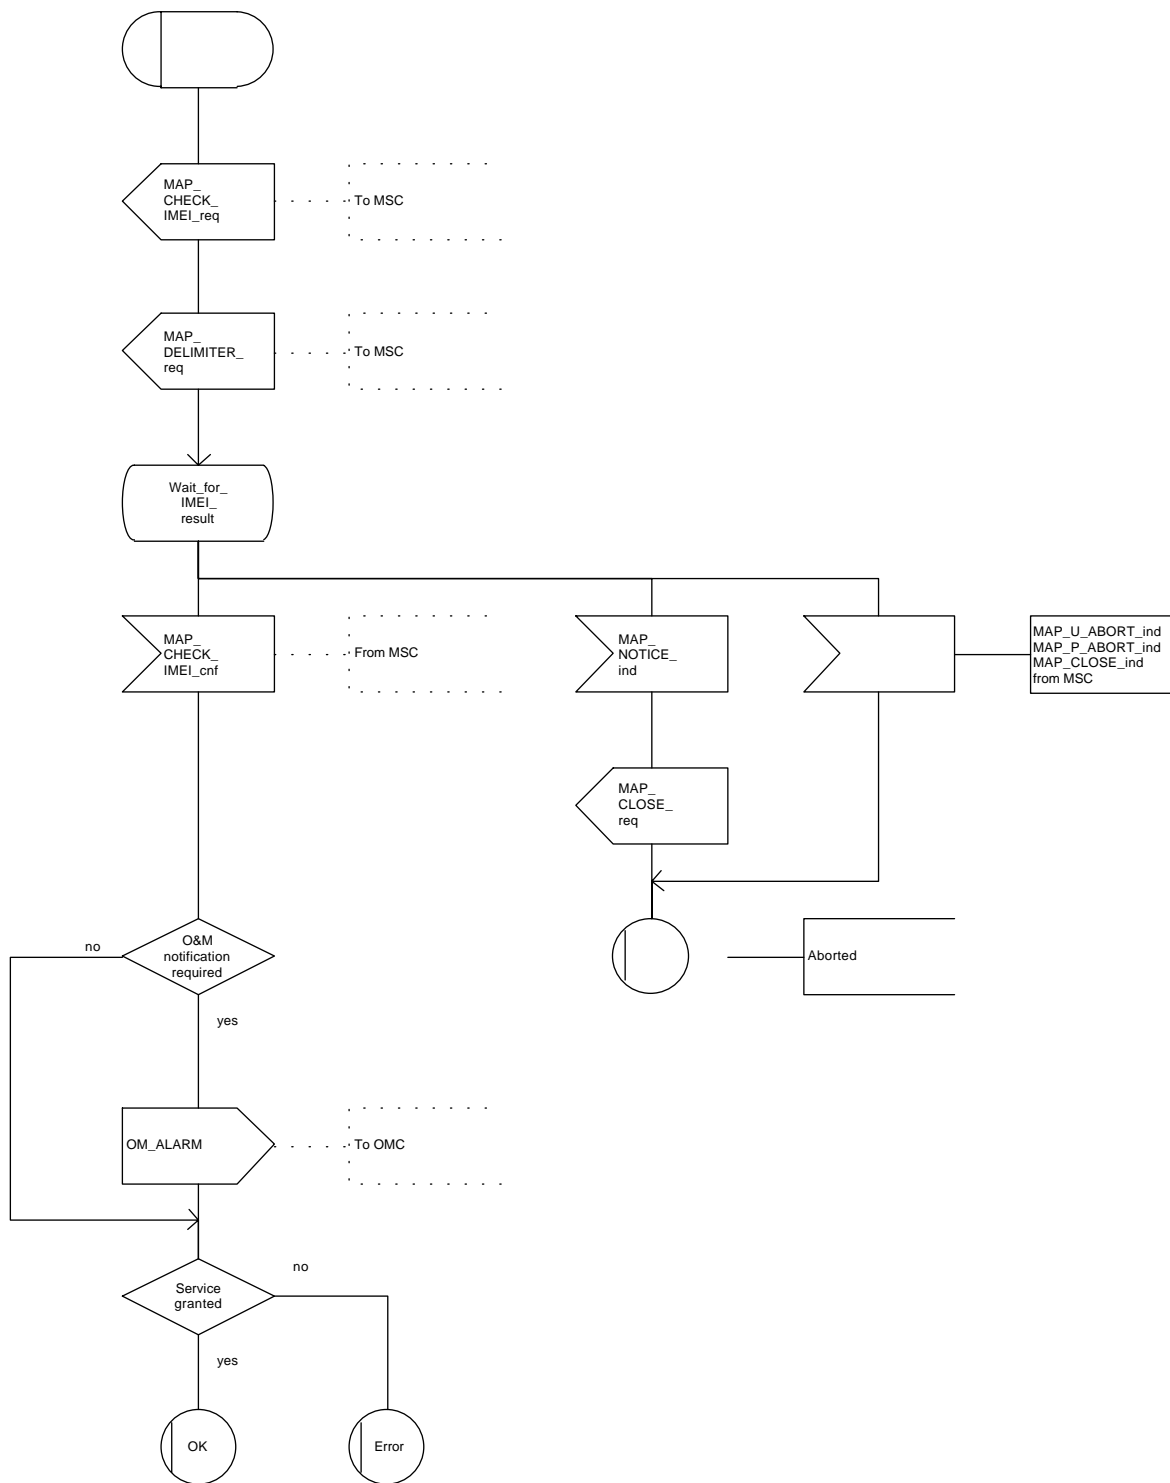 MAP_
CHECK_
IMEI_req
To MSC
MAP_
DELIMITER_
req
To MSC
Wait_for_
IMEI_
result
MAP_
CHECK_
IMEI_cnf
From MSC
MAP_
NOTICE_
ind
MAP_U_ABORT_ind
MAP_P_ABORT_ind
MAP_CLOSE_ind
from MSC
MAP_
CLOSE_
req
no
O&M
notification
required
Aborted
yes
OM_ALARM
To OMC
no
Service
granted
yes
OK
Error